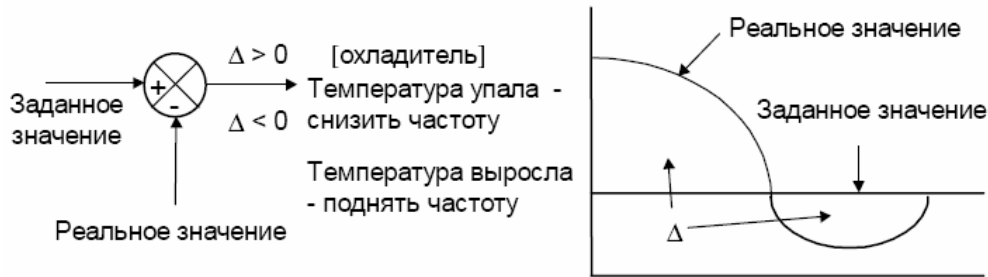 Δ > 0
[охладитель]
+
-
Заданное
значение
Δ < 0
Температура упала -
снизить частоту
Температура выросла
- поднять частоту
Реальное значение
Реальное значение
Заданное значение
Δ